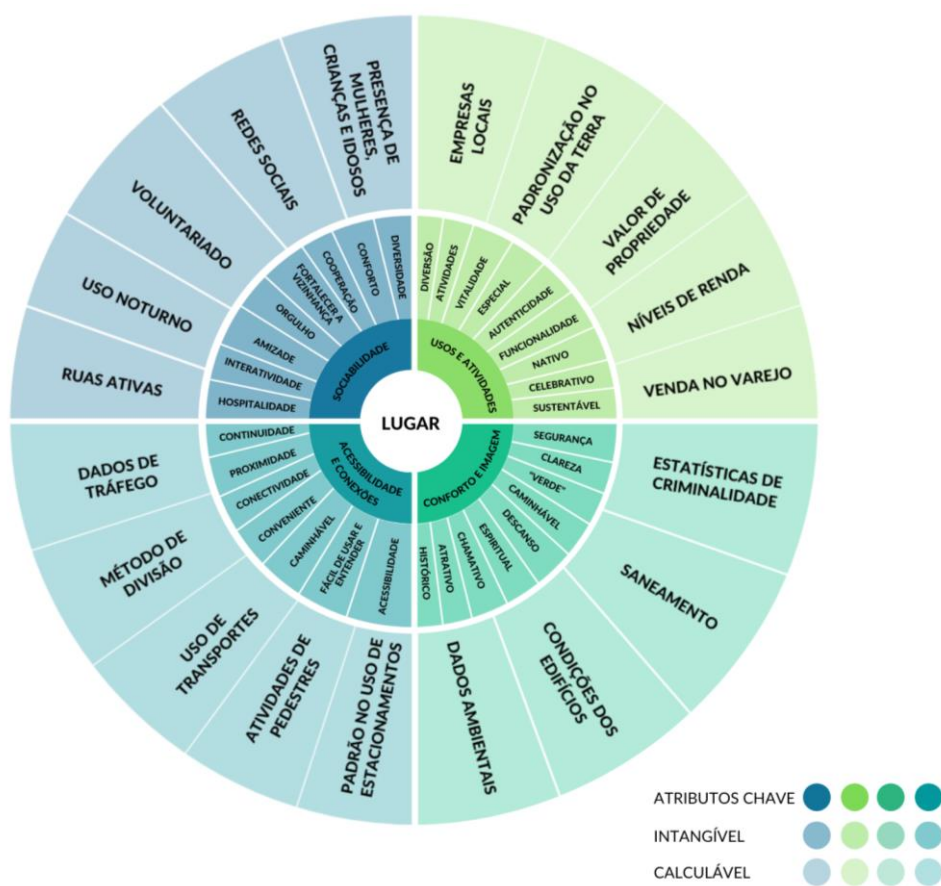 PRESENÇA DE
MULHERES,
CRIANÇAS E IDOSOS
REDES SOCIAIS
VOLUNTARIADO
USO NOTURNO
RUAS ATIVAS
EMPRESAS
LOCAIS
PADRONIZAÇÃO NO
USO DA TERRA
VALOR DE
PROPRIEDADE
NÍVEIS DE RENDA
VENDA NO VAREJO
DIVERSIDADE
CONFORTO
COOPERAÇÃO
FORTALECER A
VIZINHANÇA
ORGULHO
AMIZADE
INTERATIVIDADE
HOSPITALIDADE
DIVERSÃO
ATIVIDADES
VITALIDADE
ESPECIAL
AUTENTICIDADE
FUNCIONALIDADE
NATIVO
CELEBRATIVO
SUSTENTÁVEL
SOCIABILIDADE
USOS E ATIVIDADES
LUGAR
ACESSIBILIDADE
E CONEXÕES
CONFORTO E IMAGEM
CONTINUIDADE
PROXIMIDADE
CONECTIVIDADE
CONVENIENTE
CAMINHÁVEL
FÁCIL DE USAR E
ENTENDER
ACESSIBILIDADE
SEGURANÇA
CLAREZA
"VERDE"
CAMINHÁVEL
DESCANSO
ESPIRITUAL
CHAMATIVO
ATRATIVO
HISTÓRICO
DADOS DE
TRÁFEGO
MÉTODO DE
DIVISÃO
USO DE
TRANSPORTES
ATIVIDADES DE
PEDESTRES
PADRÃO NO USO DE
ESTACIONAMENTOS
ESTATÍSTICAS DE
CRIMINALIDADE
SANEAMENTO
CONDIÇÕES DOS
EDIFÍCIOS
DADOS AMBIENTAIS
ATRIBUTOS CHAVE
INTANGÍVEL
CALCULÁVEL